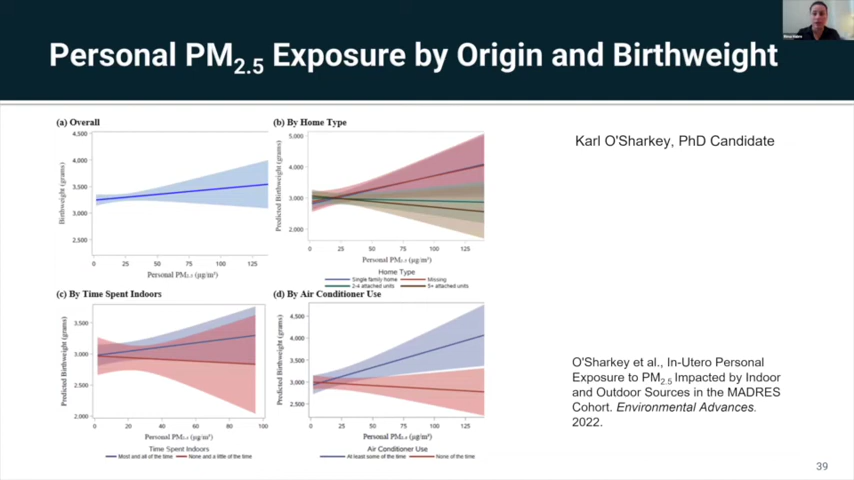 Personal PM2.5 Exposure by Origin and Birthweight
(a) Overall
4,500
4,000
3,500
3,000
2,500
Birthweight (grams)
0 25 50 75 100 125
Personal PM2.5 (µg/m³)
(b) By Home Type
5,000
4,000
3,000
2,000
Predicted Birthweight (grams)
0 25 50 75 100 125
Personal PM2.5 (µg/m³)
Home Type
Single family home Missing
2-4 attached units 5+ attached units
Karl O'Sharkey, PhD Candidate
(c) By Time Spent Indoors
3,500
3,000
2,500
2,000
Predicted Birthweight (grams)
0 20 40 60 80 100
Personal PM2.5 (µg/m³)
Time Spent Indoors
Most and all of the time None and a little of the time
(d) By Air Conditioner Use
4,500
4,000
3,500
3,000
2,500
Predicted Birthweight (grams)
0 25 50 75 100 125
Personal PM2.5 (µg/m³)
Air Conditioner Use
At least some of the time None of the time
O'Sharkey et al., In-Utero Personal
Exposure to PM2.5 Impacted by Indoor
and Outdoor Sources in the MADRES
Cohort. Environmental Advances.
2022.
39